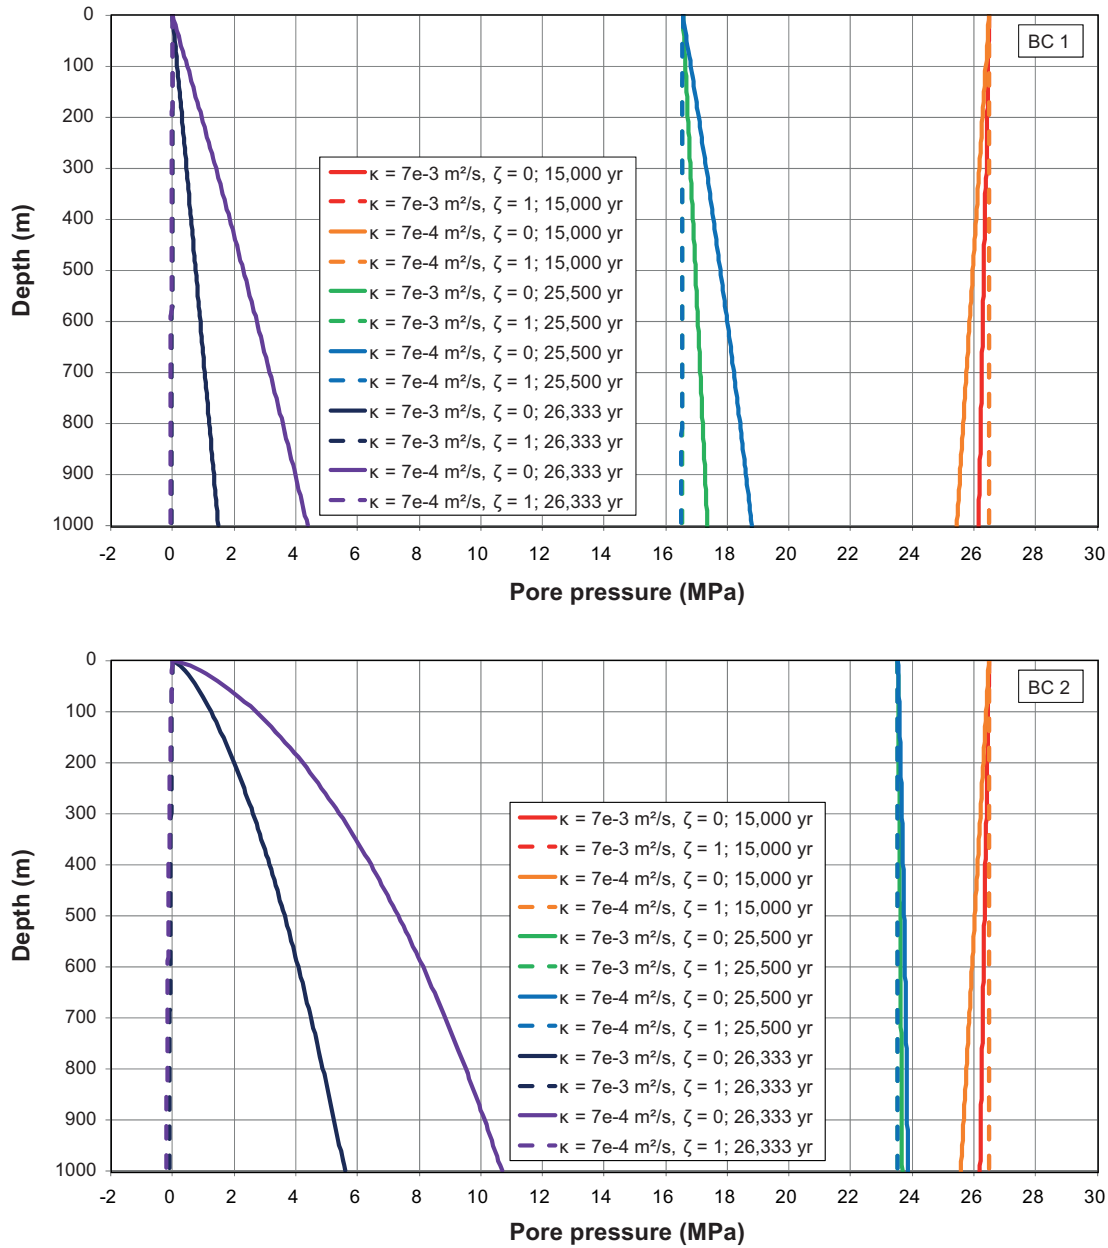 0
100
200
300
400
500
600
700
800
900
1000
Depth (m)
BC 1
κ = 7e-3 m²/s, ζ = 0; 15,000 yr
κ = 7e-3 m²/s, ζ = 1; 15,000 yr
κ = 7e-4 m²/s, ζ = 0; 15,000 yr
κ = 7e-4 m²/s, ζ = 1; 15,000 yr
κ = 7e-3 m²/s, ζ = 0; 25,500 yr
κ = 7e-3 m²/s, ζ = 1; 25,500 yr
κ = 7e-4 m²/s, ζ = 0; 25,500 yr
κ = 7e-4 m²/s, ζ = 1; 25,500 yr
κ = 7e-3 m²/s, ζ = 0; 26,333 yr
κ = 7e-3 m²/s, ζ = 1; 26,333 yr
κ = 7e-4 m²/s, ζ = 0; 26,333 yr
κ = 7e-4 m²/s, ζ = 1; 26,333 yr
-2 0 2 4 6 8 10 12 14 16 18 20 22 24 26 28 30
Pore pressure (MPa)
0
100
200
300
400
500
600
700
800
900
1000
Depth (m)
BC 2
κ = 7e-3 m²/s, ζ = 0; 15,000 yr
κ = 7e-3 m²/s, ζ = 1; 15,000 yr
κ = 7e-4 m²/s, ζ = 0; 15,000 yr
κ = 7e-4 m²/s, ζ = 1; 15,000 yr
κ = 7e-3 m²/s, ζ = 0; 25,500 yr
κ = 7e-3 m²/s, ζ = 1; 25,500 yr
κ = 7e-4 m²/s, ζ = 0; 25,500 yr
κ = 7e-4 m²/s, ζ = 1; 25,500 yr
κ = 7e-3 m²/s, ζ = 0; 26,333 yr
κ = 7e-3 m²/s, ζ = 1; 26,333 yr
κ = 7e-4 m²/s, ζ = 0; 26,333 yr
κ = 7e-4 m²/s, ζ = 1; 26,333 yr
-2 0 2 4 6 8 10 12 14 16 18 20 22 24 26 28 30
Pore pressure (MPa)